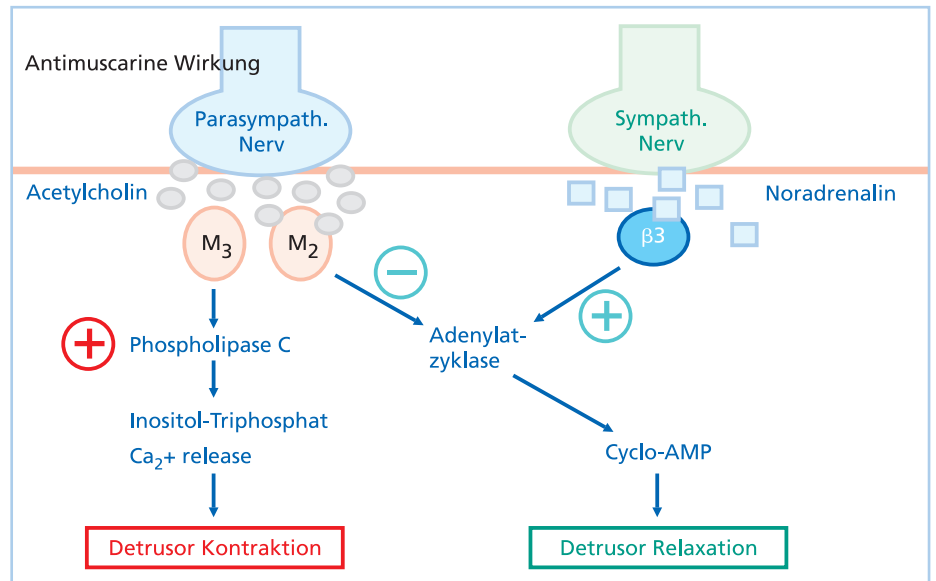 Antimuscarine Wirkung
Parasympath.
Nerv
Sympath.
Nerv
Acetylcholin
Noradrenalin
M₃
M₂
β3
−
+
+
Phospholipase C
Adenylat-
zyklase
Inositol-Triphosphat
Ca₂+ release
Cyclo-AMP
Detrusor Kontraktion
Detrusor Relaxation